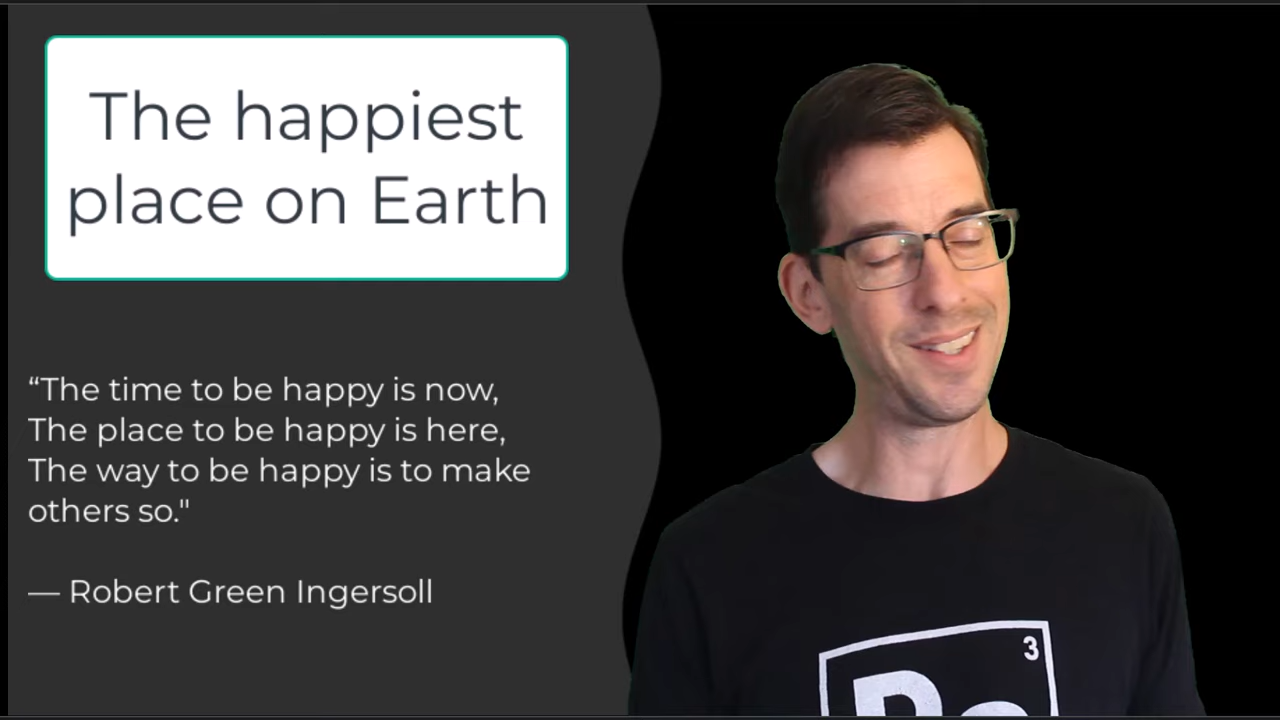 The happiest
place on Earth
“The time to be happy is now,
The place to be happy is here,
The way to be happy is to make
others so."
— Robert Green Ingersoll
3